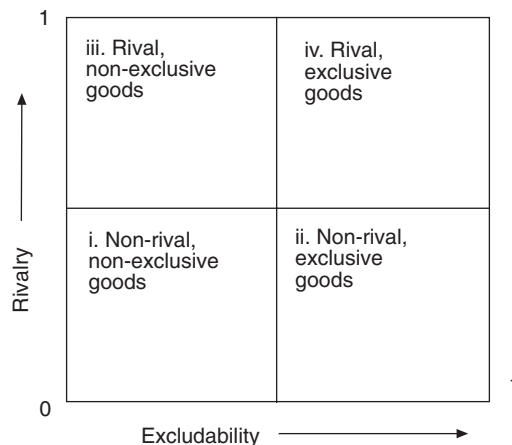 1
iii. Rival,
non-exclusive
goods
iv. Rival,
exclusive
goods
i. Non-rival,
non-exclusive
goods
ii. Non-rival,
exclusive
goods
Rivalry
0
Excludability